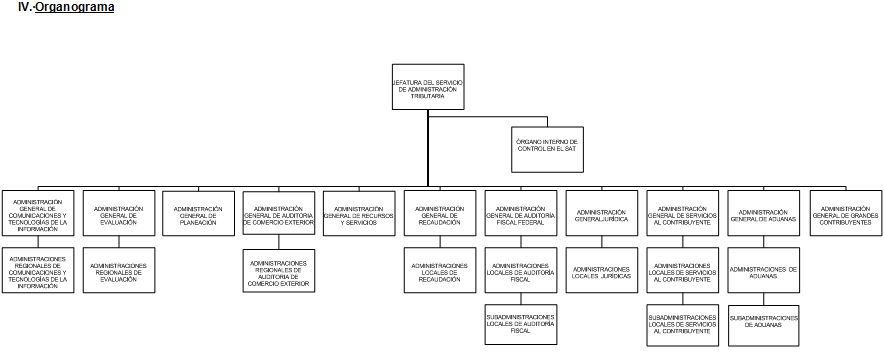 IV.-Organograma
JEFATURA DEL SERVICIO
DE ADMINISTRACIÓN
TRIBUTARIA
ÓRGANO INTERNO DE
CONTROL EN EL SAT
ADMINISTRACIÓN
GENERAL DE
COMUNICACIONES Y
TECNOLOGÍAS DE LA
INFORMACIÓN
ADMINISTRACIÓN
GENERAL DE
EVALUACIÓN
ADMINISTRACIÓN
GENERAL DE
PLANEACIÓN
ADMINISTRACIÓN
GENERAL DE AUDITORIA
DE COMERCIO EXTERIOR
ADMINISTRACIÓN
GENERAL DE RECURSOS
Y SERVICIOS
ADMINISTRACIÓN
GENERAL DE
RECAUDACIÓN
ADMINISTRACIÓN
GENERAL DE AUDITORÍA
FISCAL FEDERAL
ADMINISTRACIÓN
GENERAL JURÍDICA
ADMINISTRACIÓN
GENERAL DE SERVICIOS
AL CONTRIBUYENTE
ADMINISTRACIÓN
GENERAL DE ADUANAS
ADMINISTRACIÓN
GENERAL DE GRANDES
CONTRIBUYENTES
ADMINISTRACIONES
REGIONALES DE
COMUNICACIONES Y
TECNOLOGÍAS DE LA
INFORMACIÓN
ADMINISTRACIONES
REGIONALES DE
EVALUACIÓN
ADMINISTRACIONES
REGIONALES DE
AUDITORIA DE
COMERCIO EXTERIOR
ADMINISTRACIONES
LOCALES DE
RECAUDACIÓN
ADMINISTRACIONES
LOCALES DE AUDITORÍA
FISCAL
ADMINISTRACIONES
LOCALES JURÍDICAS
ADMINISTRACIONES
LOCALES DE SERVICIOS
AL CONTRIBUYENTE
ADMINISTRACIONES DE
ADUANAS
SUBADMINISTRACIONES
LOCALES DE AUDITORÍA
FISCAL
SUBADMINISTRACIONES
LOCALES DE SERVICIOS
AL CONTRIBUYENTE
SUBADMINISTRACIONES
DE ADUANAS